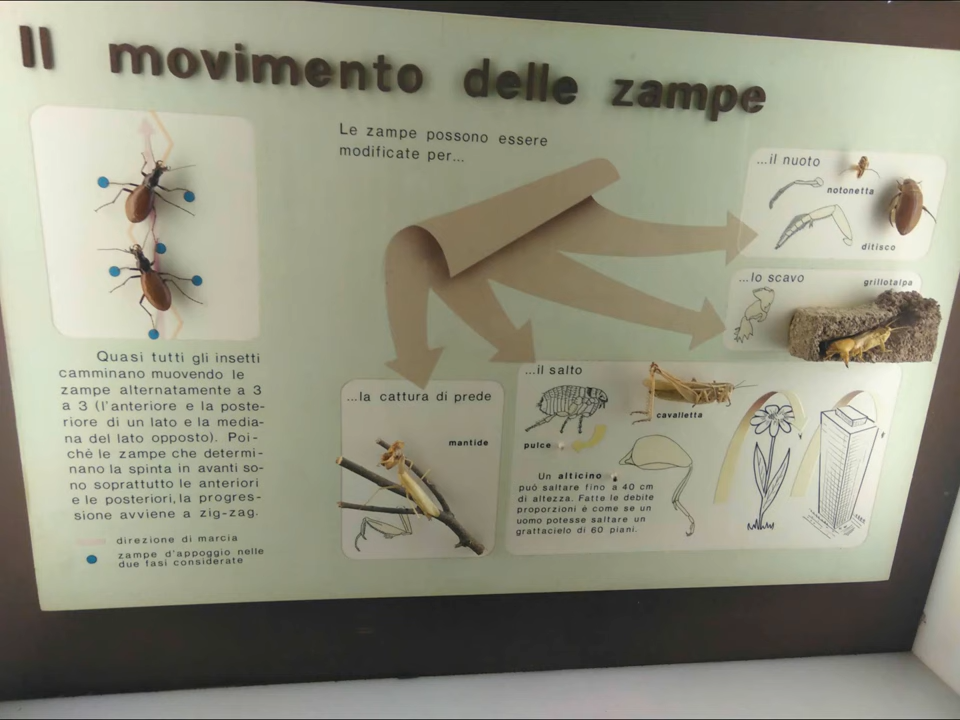 Il movimento delle zampe
Le zampe possono essere
modificate per...
...il nuoto
notonetta
ditisco
...lo scavo
grillotalpa
Quasi tutti gli insetti
camminano muovendo le
zampe alternatamente a 3
a 3 (l'anteriore e la poste-
riore di un lato e la media-
na del lato opposto). Poi-
ché le zampe che determi-
nano la spinta in avanti so-
no soprattutto le anteriori
e le posteriori, la progres-
sione avviene a zig-zag.
direzione di marcia
zampe d'appoggio nelle
due fasi considerate
...la cattura di prede
mantide
...il salto
cavalletta
pulce
Un alticino
può saltare fino a 40 cm
di altezza. Fatte le debite
proporzioni è come se un
uomo potesse saltare un
grattacielo di 60 piani.